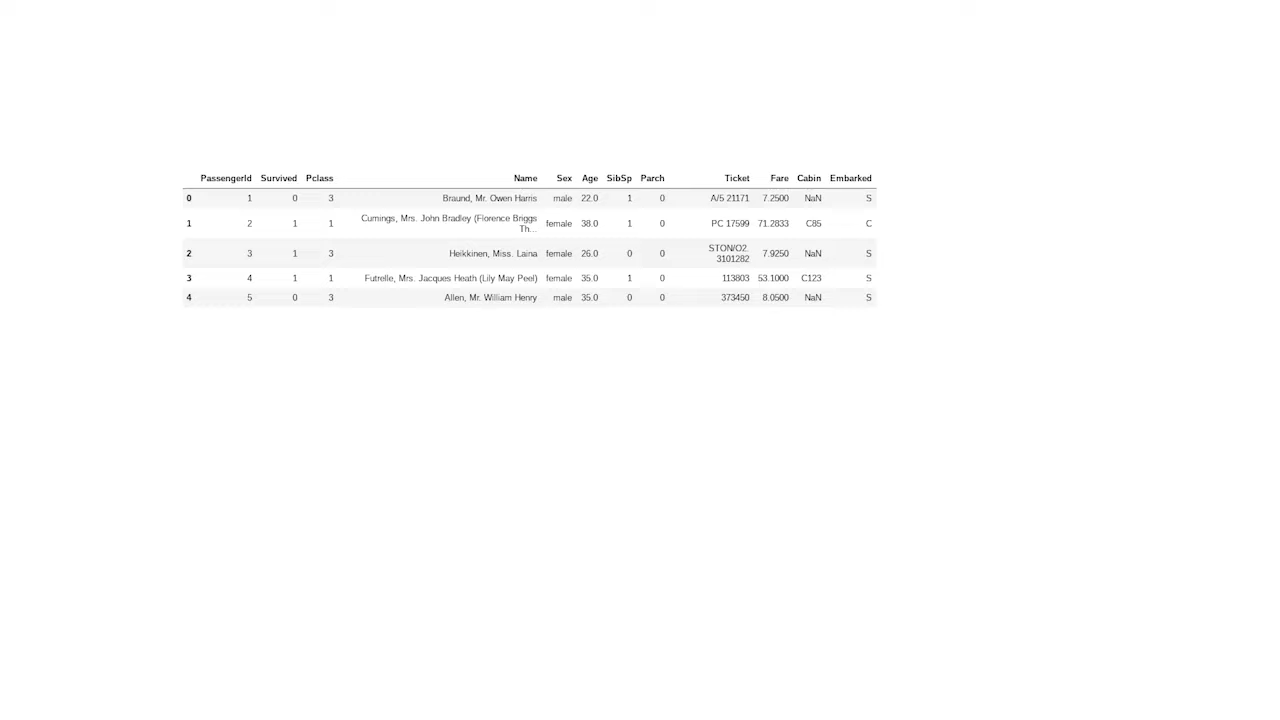 PassengerId Survived Pclass Name Sex Age SibSp Parch Ticket Fare Cabin Embarked
0 1 0 3 Braund, Mr. Owen Harris male 22.0 1 0 A/5 21171 7.2500 NaN S
1 2 1 1 Cumings, Mrs. John Bradley (Florence Briggs Th... female 38.0 1 0 PC 17599 71.2833 C85 C
2 3 1 3 Heikkinen, Miss. Laina female 26.0 0 0 STON/O2. 3101282 7.9250 NaN S
3 4 1 1 Futrelle, Mrs. Jacques Heath (Lily May Peel) female 35.0 1 0 113803 53.1000 C123 S
4 5 0 3 Allen, Mr. William Henry male 35.0 0 0 373450 8.0500 NaN S